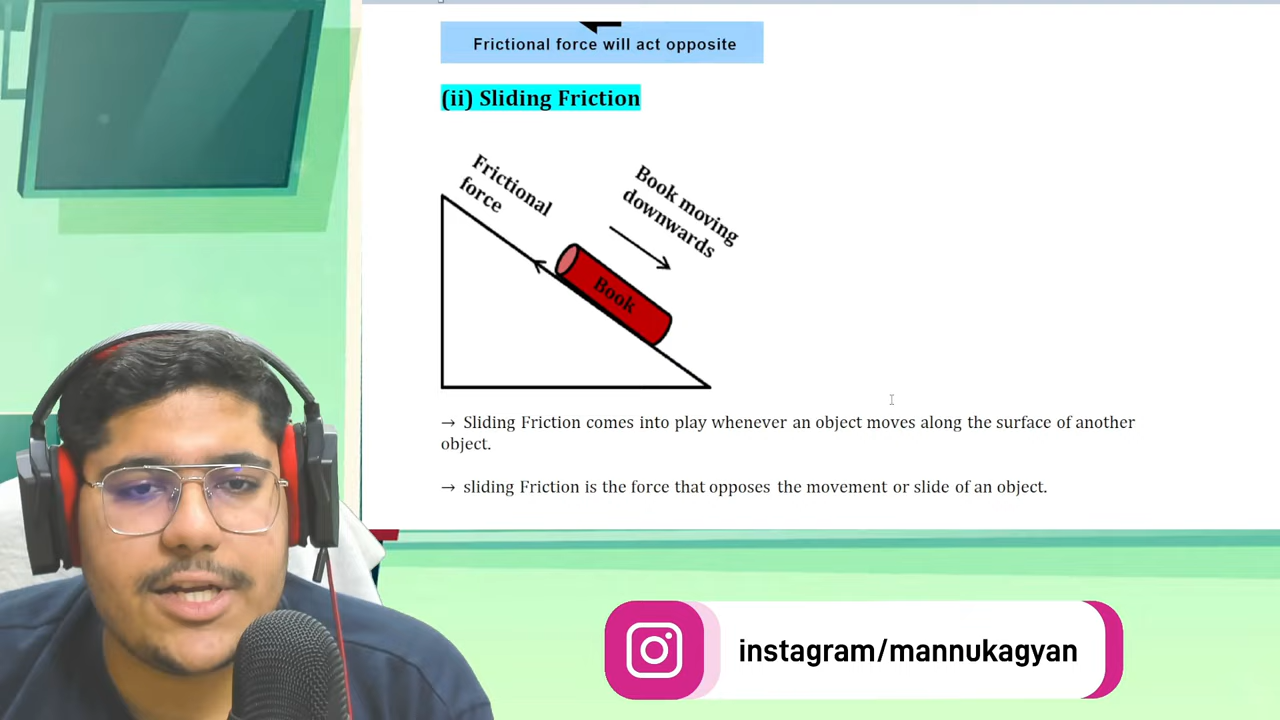 Frictional force will act opposite
(ii) Sliding Friction
Frictional
force
Book moving
downwards
Book
→ Sliding Friction comes into play whenever an object moves along the surface of another
object.
→ sliding Friction is the force that opposes the movement or slide of an object.
instagram/mannukagyan